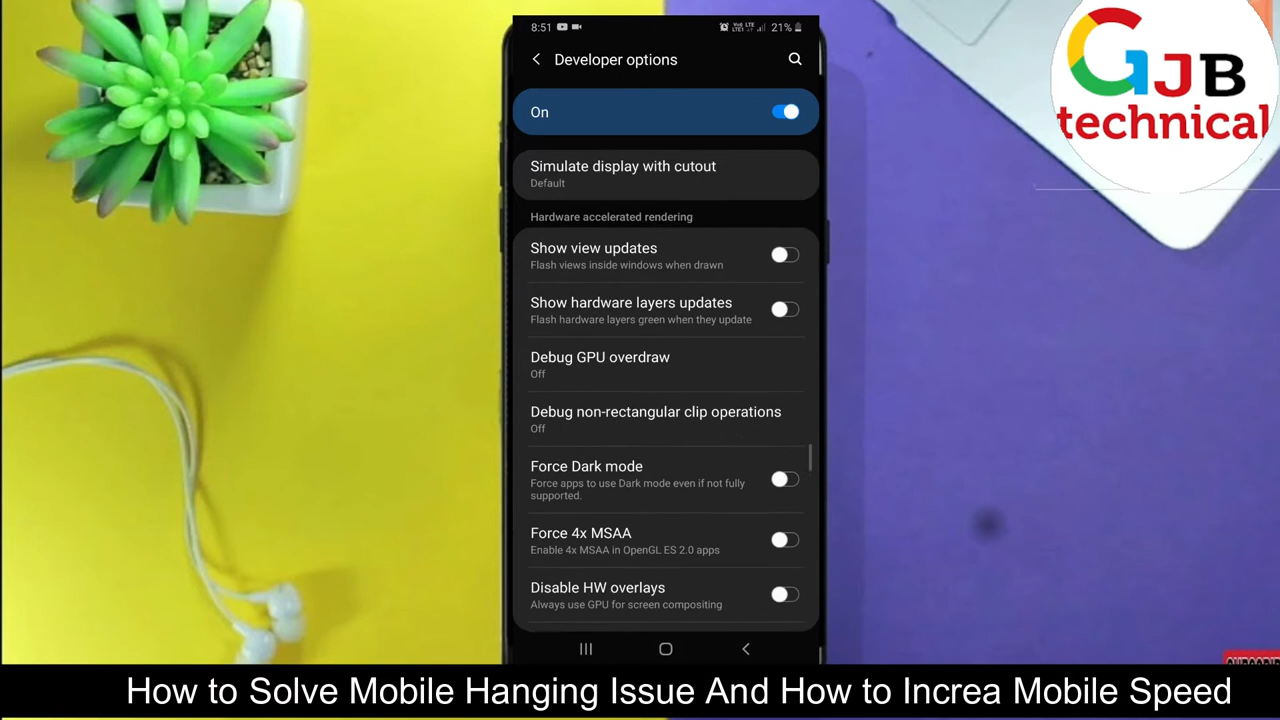 8:51
VoLTE LTE
LTE1
21%
Developer options
On
Simulate display with cutout
Default
Hardware accelerated rendering
Show view updates
Flash views inside windows when drawn
Show hardware layers updates
Flash hardware layers green when they update
Debug GPU overdraw
Off
Debug non-rectangular clip operations
Off
Force Dark mode
Force apps to use Dark mode even if not fully
supported.
Force 4x MSAA
Enable 4x MSAA in OpenGL ES 2.0 apps
Disable HW overlays
Always use GPU for screen compositing
GJB
technical
How to Solve Mobile Hanging Issue And How to Increa Mobile Speed